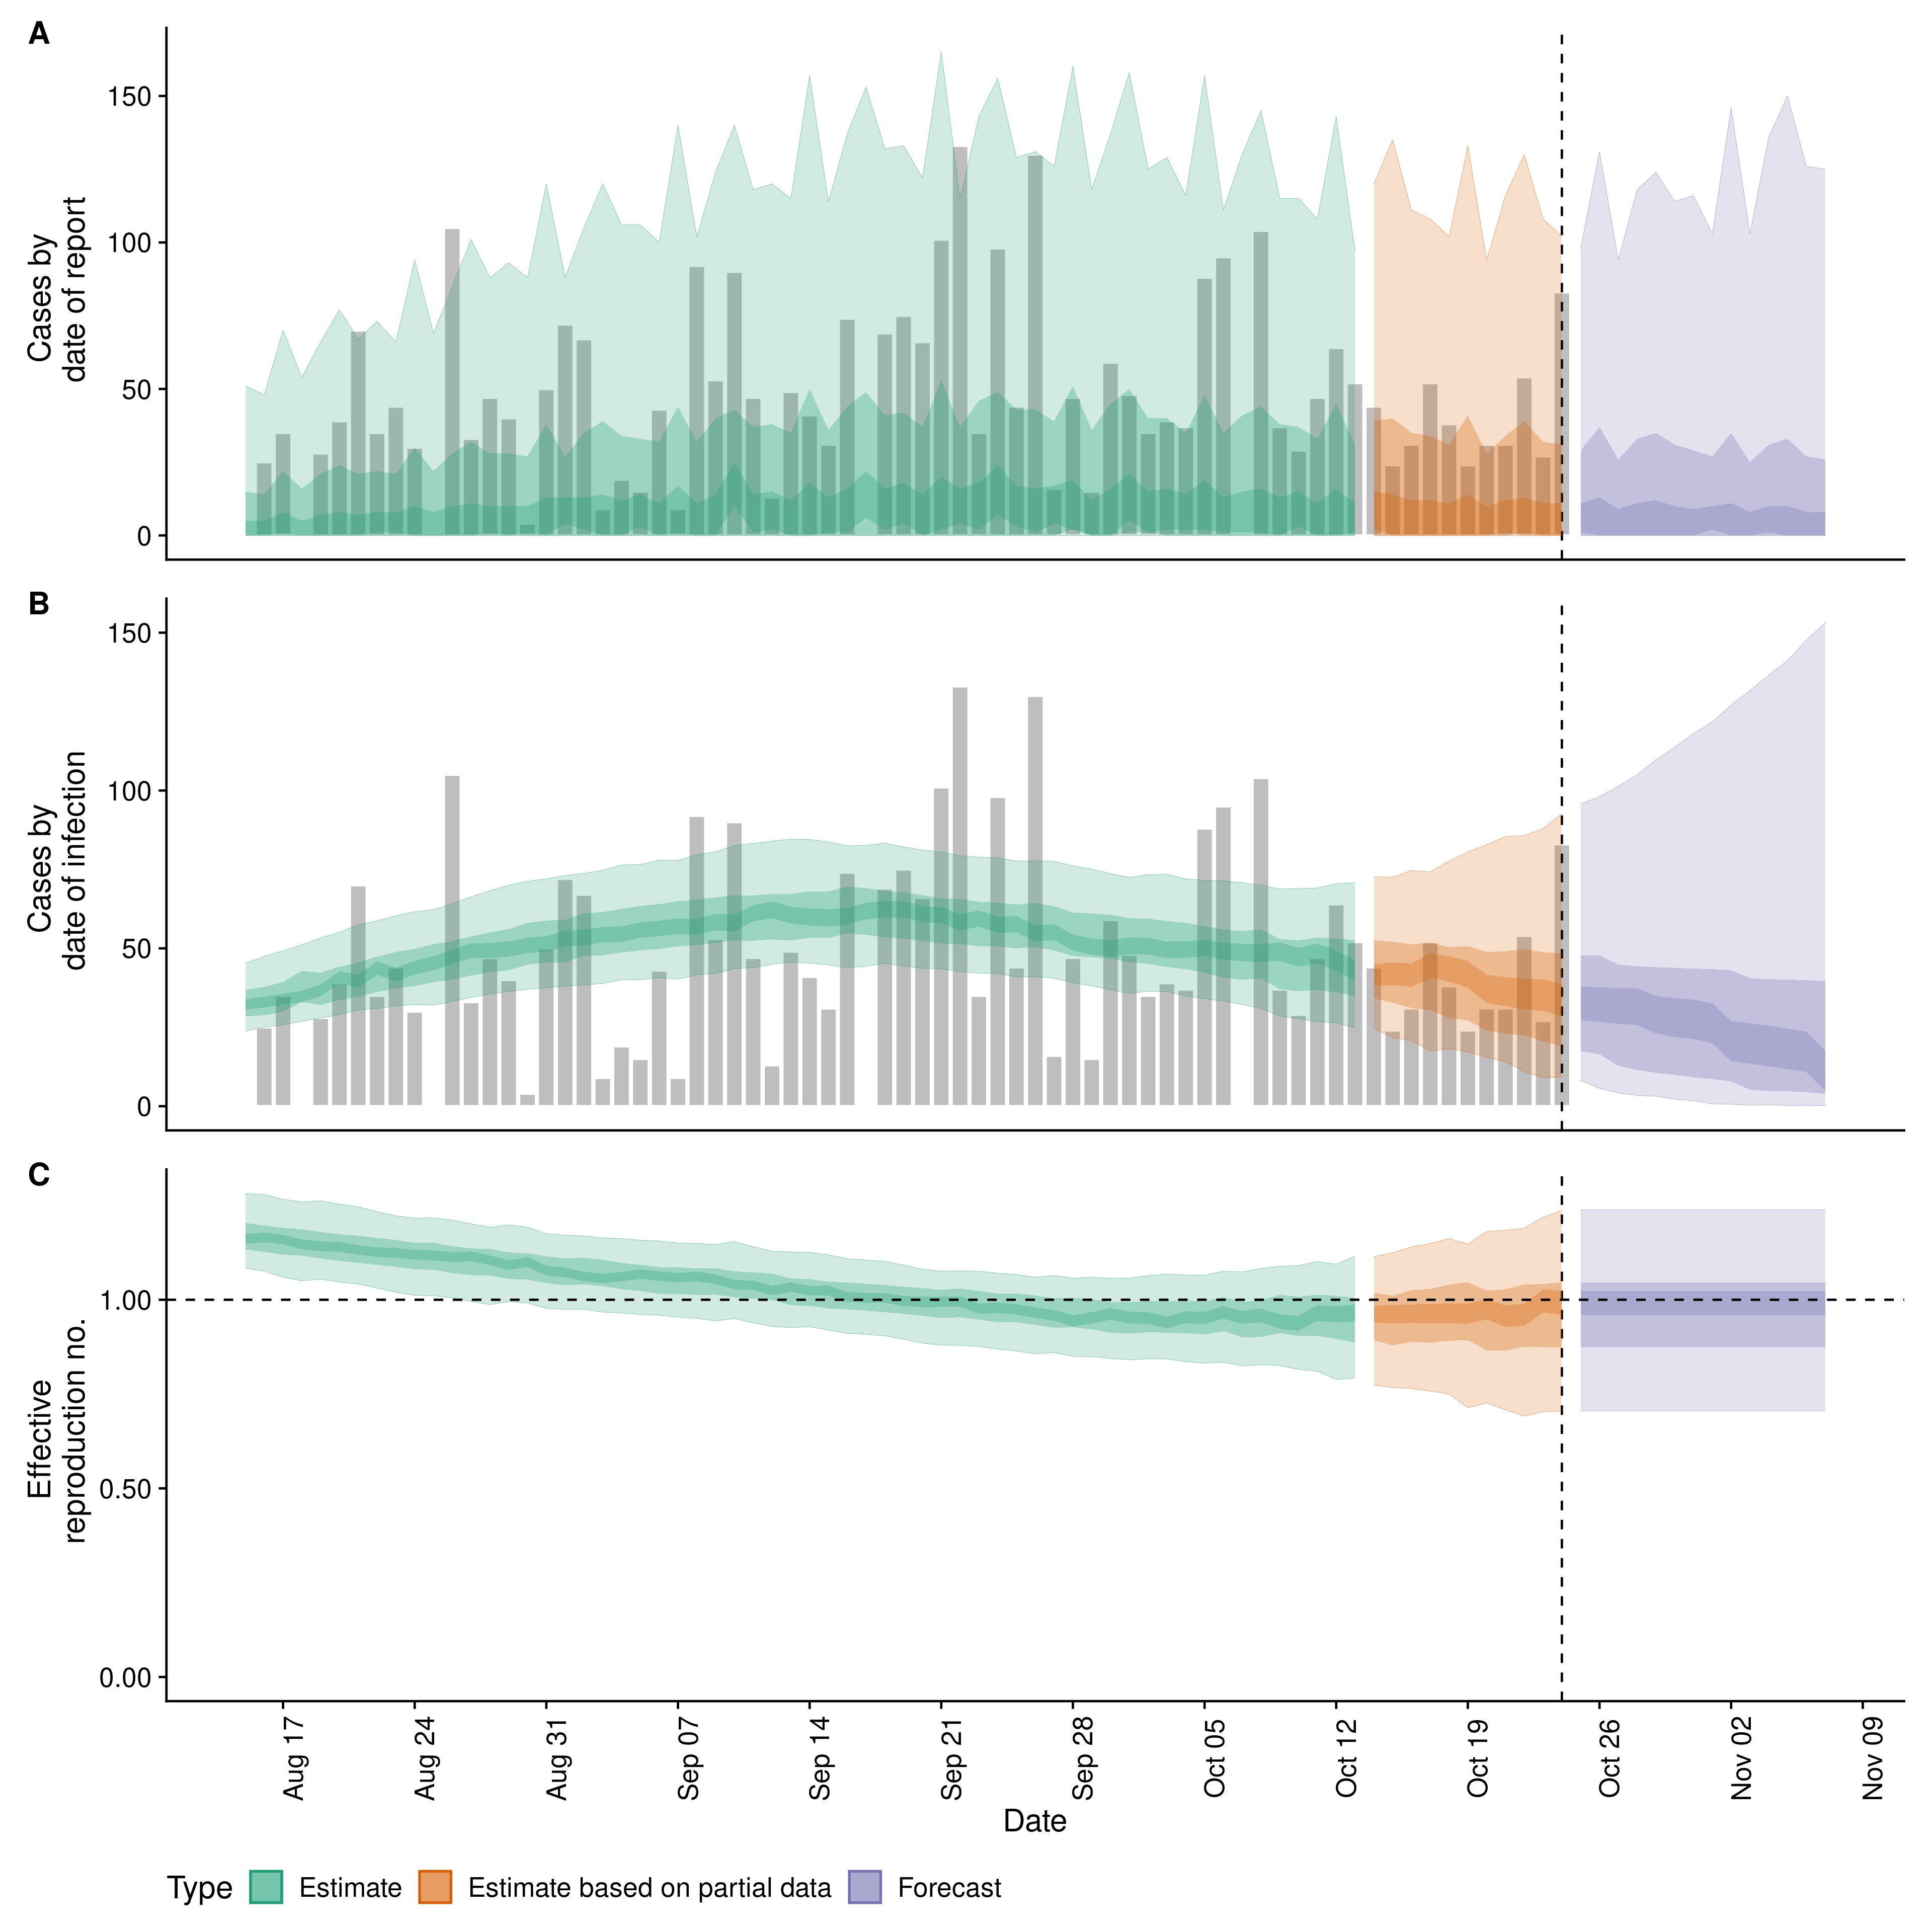 A
150
100
50
0
Cases by
date of report
B
150
100
50
0
Cases by
date of infection
C
1.00
0.50
0.00
Effective
reproduction no.
Aug 17
Aug 24
Aug 31
Sep 07
Sep 14
Sep 21
Sep 28
Oct 05
Oct 12
Oct 19
Oct 26
Nov 02
Nov 09
Date
Type Estimate Estimate based on partial data Forecast